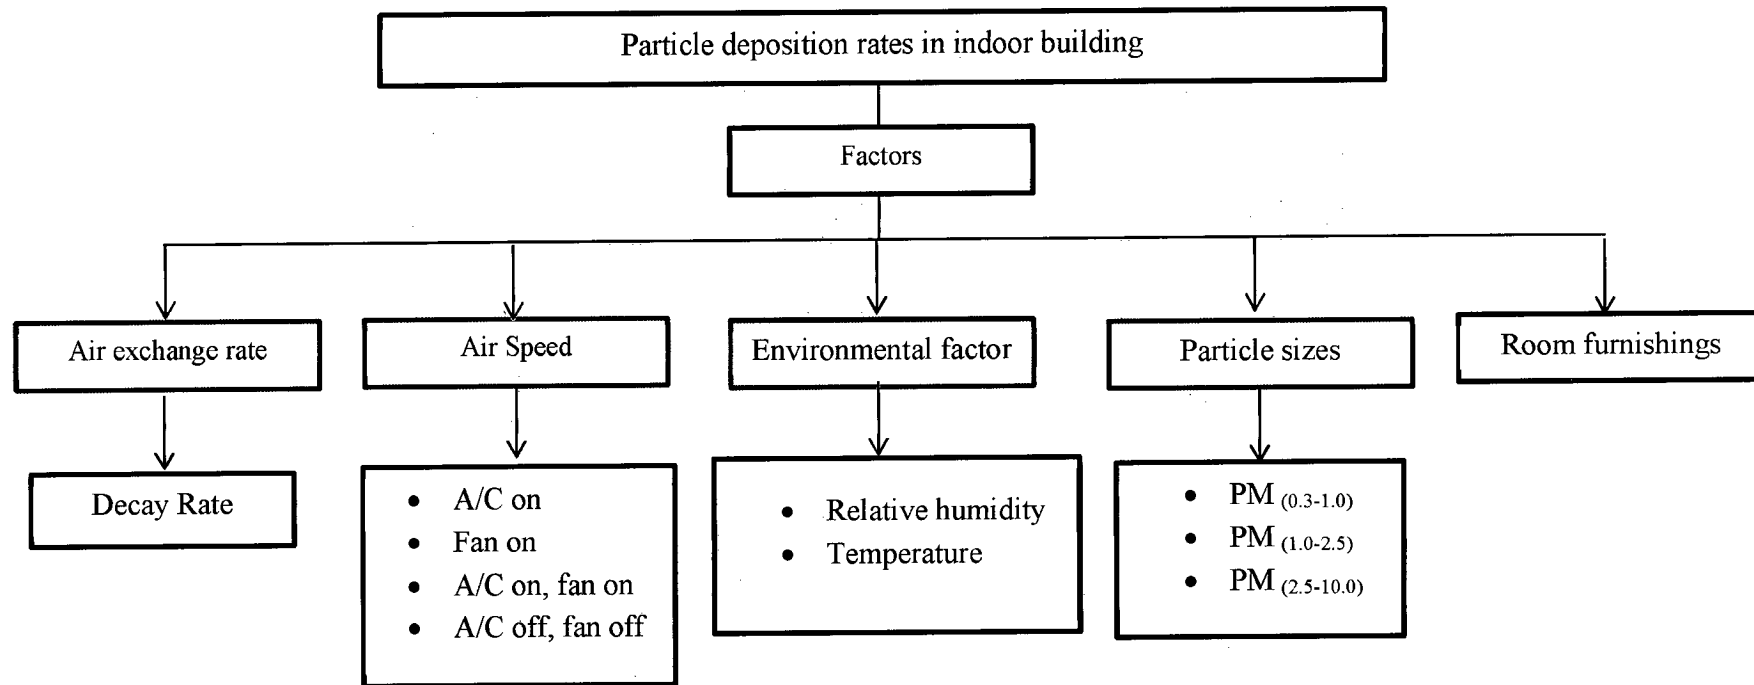 Particle deposition rates in indoor building
Factors
Air exchange rate
Air Speed
Environmental factor
Particle sizes
Room furnishings
Decay Rate
• A/C on
• Fan on
• A/C on, fan on
• A/C off, fan off
• Relative humidity
• Temperature
• PM (0.3-1.0)
• PM (1.0-2.5)
• PM (2.5-10.0)